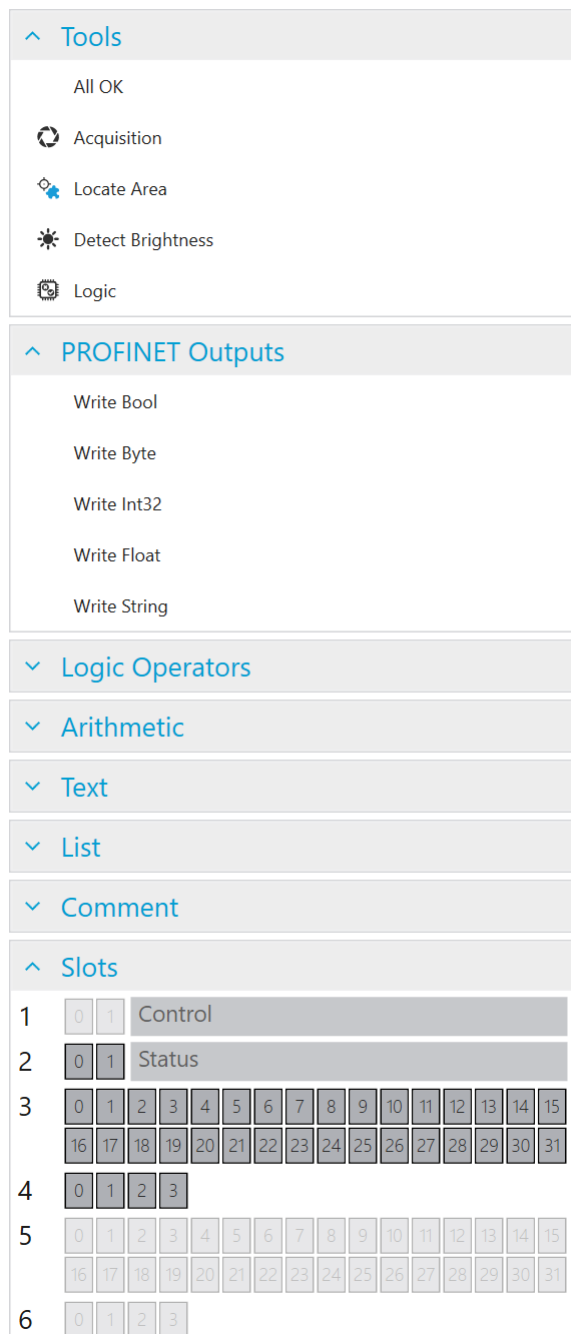 Tools
All OK
Acquisition
Locate Area
Detect Brightness
Logic
PROFINET Outputs
Write Bool
Write Byte
Write Int32
Write Float
Write String
Logic Operators
Arithmetic
Text
List
Comment
Slots
1 0 1 Control
2 0 1 Status
3 0 1 2 3 4 5 6 7 8 9 10 11 12 13 14 15
16 17 18 19 20 21 22 23 24 25 26 27 28 29 30 31
4 0 1 2 3
5 0 1 2 3 4 5 6 7 8 9 10 11 12 13 14 15
16 17 18 19 20 21 22 23 24 25 26 27 28 29 30 31
6 0 1 2 3